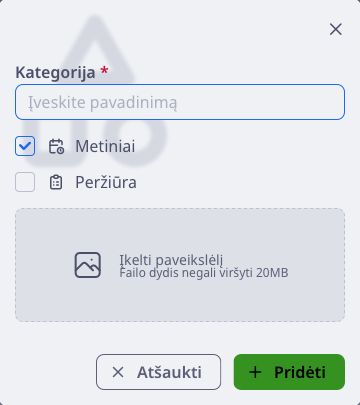 Kategorija *
Įveskite pavadinimą
Metiniai
Peržiūra
Įkelti paveikslėlį
Failo dydis negali viršyti 20MB
Atšaukti
Pridėti